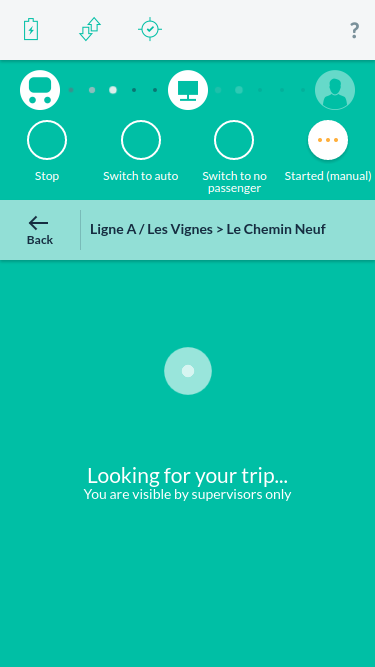 ?
Stop
Switch to auto
Switch to no
passenger
Started (manual)
Back
Ligne A / Les Vignes > Le Chemin Neuf
Looking for your trip...
You are visible by supervisors only